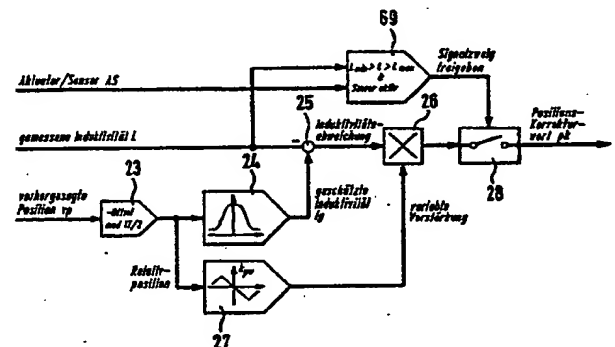 69
Aktuator/Sensor AS
& Sensor aktiv
Signalzweig
freigeben
gemessene Induktivität L
25
Induktivitäts-
abweichung
26
Positions-
Korrektur-
wert pk
28
vorhergesagte
Position vp
23
24
geschätzte
Induktivität
Lg
variable
Verstärkung
Relativ-
position
27